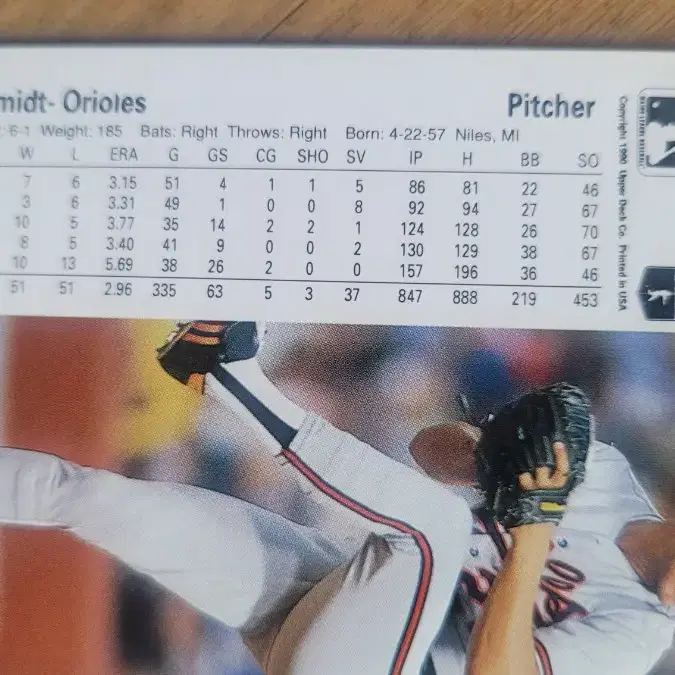 midt- Orioles Pitcher
: 6-1 Weight: 185 Bats: Right Throws: Right Born: 4-22-57 Niles, MI
W L ERA G GS CG SHO SV IP H BB SO
7 6 3.15 51 4 1 1 5 86 81 22 46
3 6 3.31 49 1 0 0 8 92 94 27 67
10 5 3.77 35 14 2 2 1 124 128 26 70
8 5 3.40 41 9 0 0 2 130 129 38 67
10 13 5.69 38 26 2 0 0 157 196 36 46
51 51 2.96 335 63 5 3 37 847 888 219 453
Copyright 1990 Upper Deck Co. Printed in USA